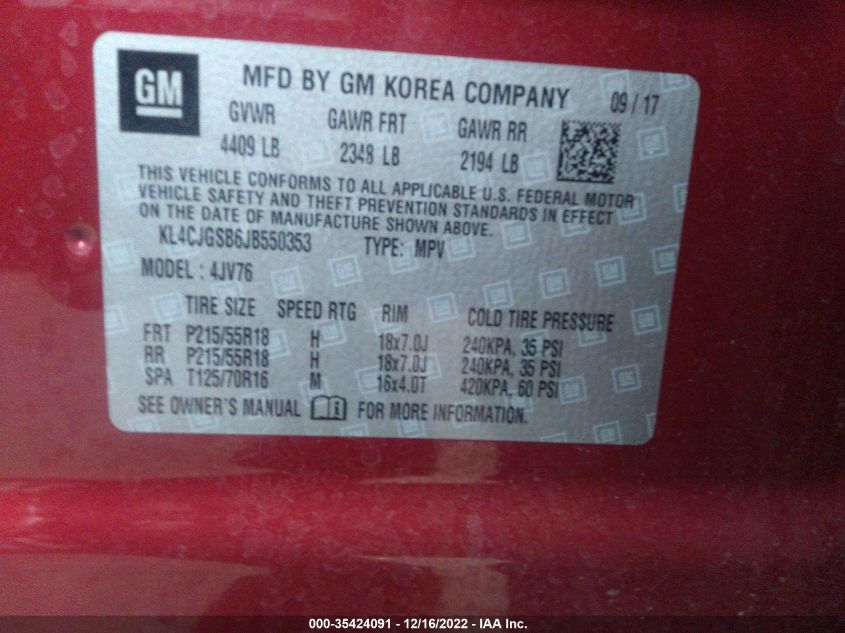 GM
MFD BY GM KOREA COMPANY 09 / 17
GVWR GAWR FRT GAWR RR
4409 LB 2348 LB 2194 LB
THIS VEHICLE CONFORMS TO ALL APPLICABLE U.S. FEDERAL MOTOR
VEHICLE SAFETY AND THEFT PREVENTION STANDARDS IN EFFECT
ON THE DATE OF MANUFACTURE SHOWN ABOVE.
KL4CJGSB6JB550353 TYPE: MPV
MODEL : 4JV76
TIRE SIZE SPEED RTG RIM COLD TIRE PRESSURE
FRT P215/55R18 H 18x7.0J 240KPA, 35 PSI
RR P215/55R18 H 18x7.0J 240KPA, 35 PSI
SPA T125/70R16 M 16x4.0T 420KPA, 60 PSI
SEE OWNER'S MANUAL i FOR MORE INFORMATION.
000-35424091 - 12/16/2022 - IAA Inc.